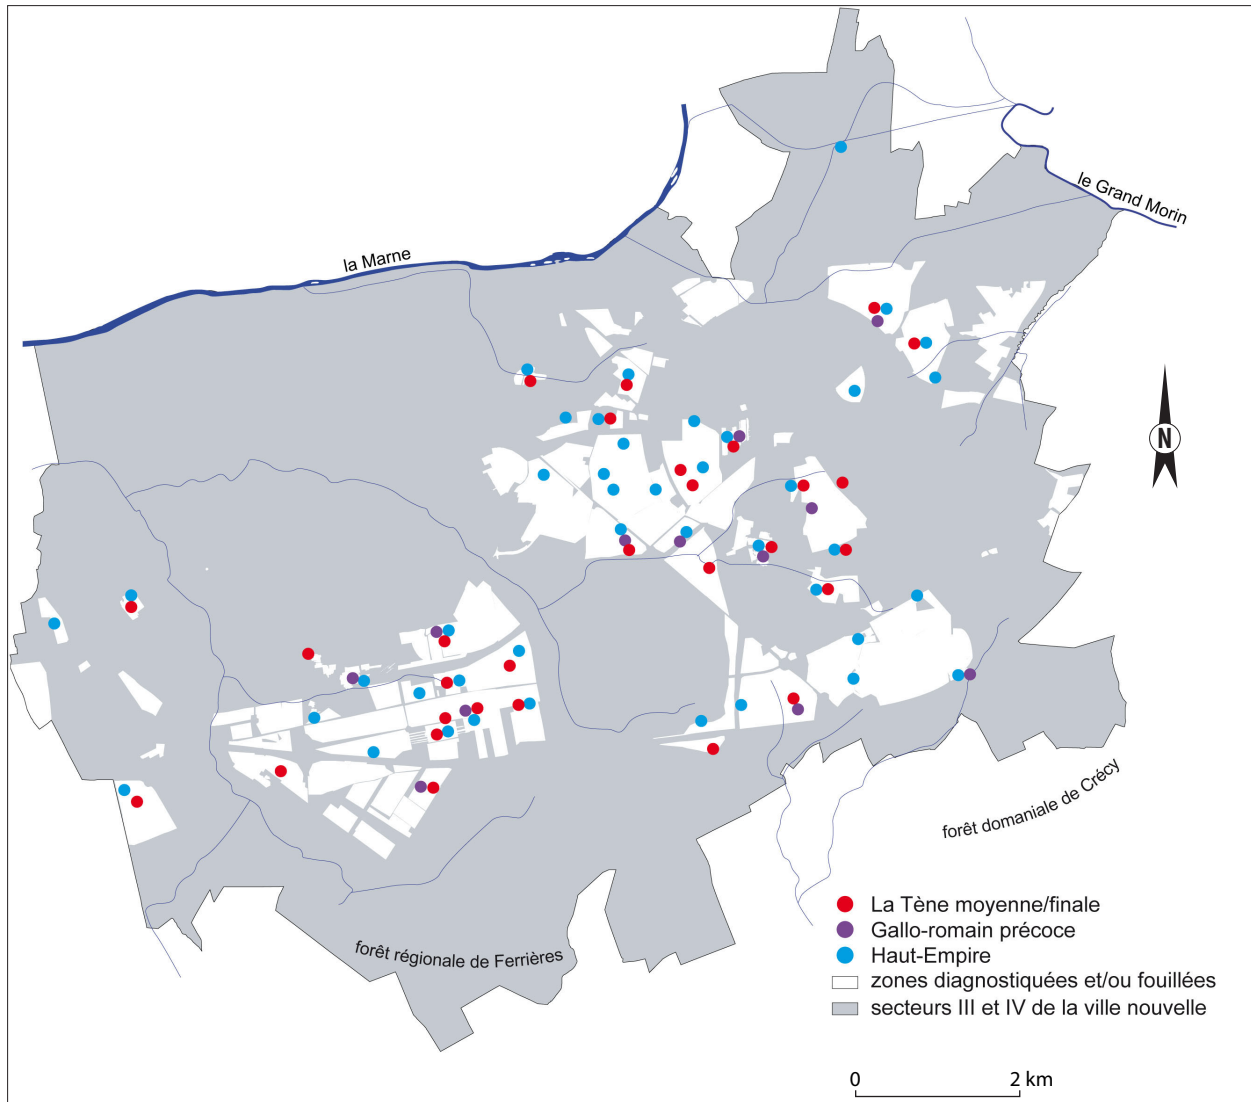 le Grand Morin
la Marne
N
forêt domaniale de Crécy
forêt régionale de Ferrières
La Tène moyenne/finale
Gallo-romain précoce
Haut-Empire
zones diagnostiquées et/ou fouillées
secteurs III et IV de la ville nouvelle
0 2 km